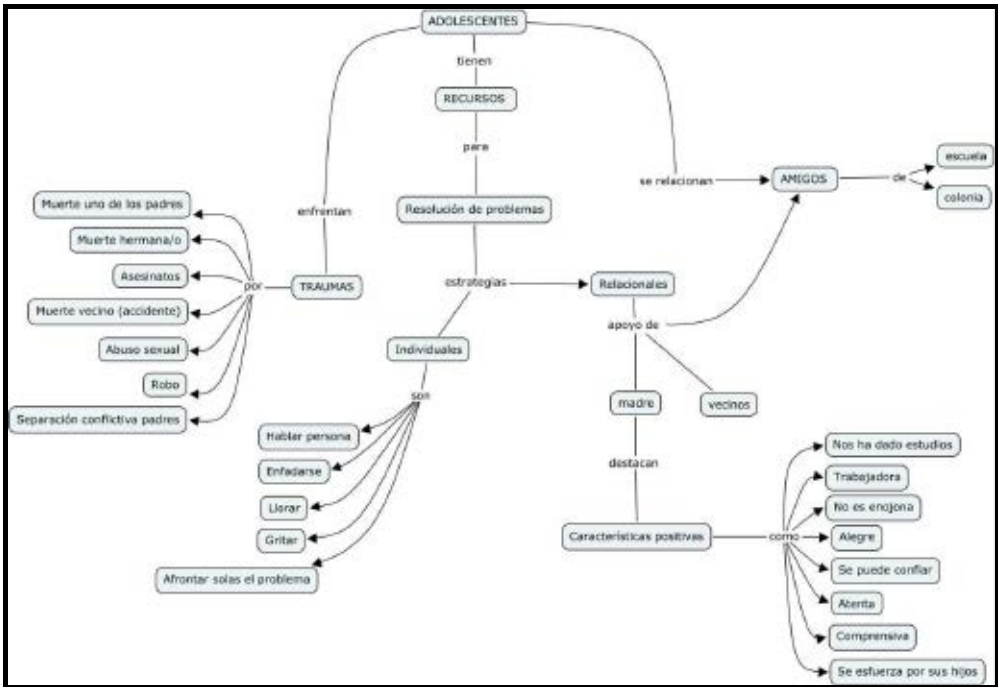 ADOLESCENTES
tienen
RECURSOS
para
Resolución de problemas
estrategias
enfrentan
TRAUMAS
por
Muerte uno de los padres
Muerte hermana/o
Asesinatos
Muerte vecino (accidente)
Abuso sexual
Robo
Separación conflictiva padres
Individuales
son
Hablar persona
Enfadarse
Llorar
Gritar
Afrontar solas el problema
Relacionales
apoyo de
madre
vecinos
destacan
Características positivas
como
Nos ha dado estudios
Trabajadora
No es enojona
Alegre
Se puede confiar
Atenta
Comprensiva
Se esfuerza por sus hijos
se relacionan
AMIGOS
de
escuela
colonia